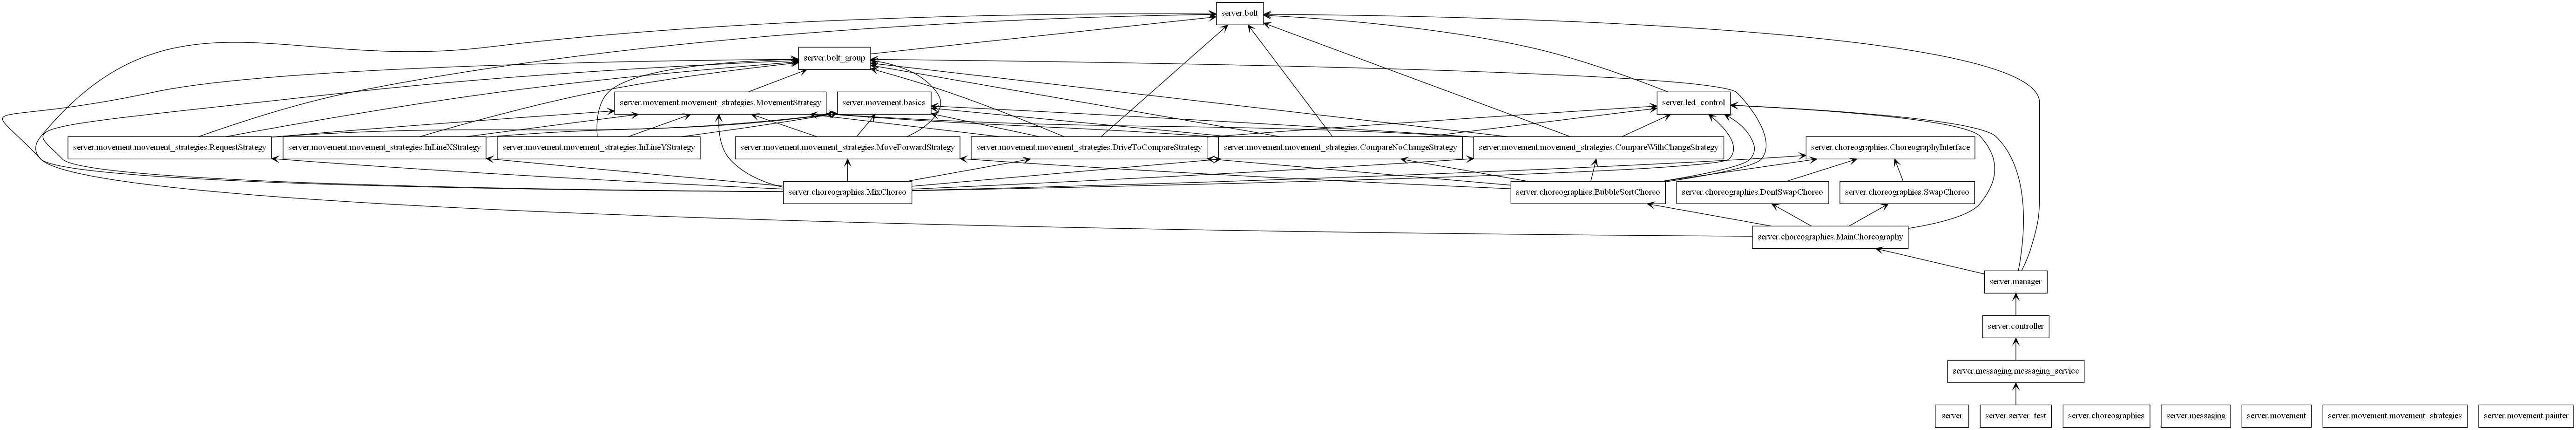 server.bolt
server.bolt_group
server.movement.movement_strategies.MovementStrategy
server.movement.basics
server.led_control
server.movement.movement_strategies.RequestStrategy
server.movement.movement_strategies.InLineXStrategy
server.movement.movement_strategies.InLineYStrategy
server.movement.movement_strategies.MoveForwardStrategy
server.movement.movement_strategies.DriveToCompareStrategy
server.movement.movement_strategies.CompareNoChangeStrategy
server.movement.movement_strategies.CompareWithChangeStrategy
server.choreographies.ChoreographyInterface
server.choreographies.MixChoreo
server.choreographies.BubbleSortChoreo
server.choreographies.DontSwapChoreo
server.choreographies.SwapChoreo
server.choreographies.MainChoreography
server.manager
server.controller
server.messaging.messaging_service
server
server.server_test
server.choreographies
server.messaging
server.movement
server.movement.movement_strategies
server.movement.painter